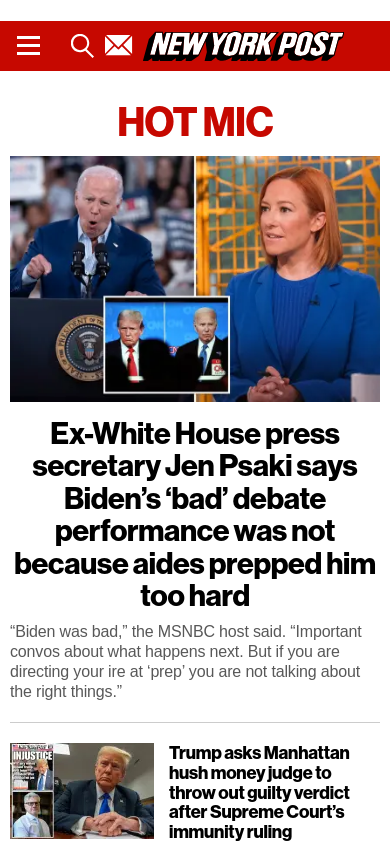 NEW YORK POST
HOT MIC
Ex-White House press
secretary Jen Psaki says
Biden’s ‘bad’ debate
performance was not
because aides prepped him
too hard
“Biden was bad,” the MSNBC host said. “Important
convos about what happens next. But if you are
directing your ire at ‘prep’ you are not talking about
the right things.”
INJUSTICE
Trump asks Manhattan
hush money judge to
throw out guilty verdict
after Supreme Court’s
immunity ruling